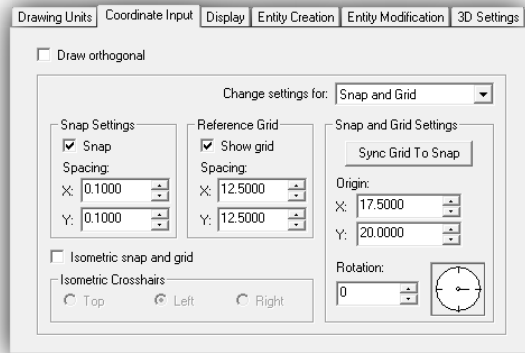 Drawing Units Coordinate Input Display Entity Creation Entity Modification 3D Settings
Draw orthogonal
Change settings for: Snap and Grid
Snap Settings
Snap
Spacing:
X: 0.1000
Y: 0.1000
Reference Grid
Show grid
Spacing:
X: 12.5000
Y: 12.5000
Snap and Grid Settings
Sync Grid To Snap
Origin:
X: 17.5000
Y: 20.0000
Rotation:
0
Isometric snap and grid
Isometric Crosshairs
Top Left Right